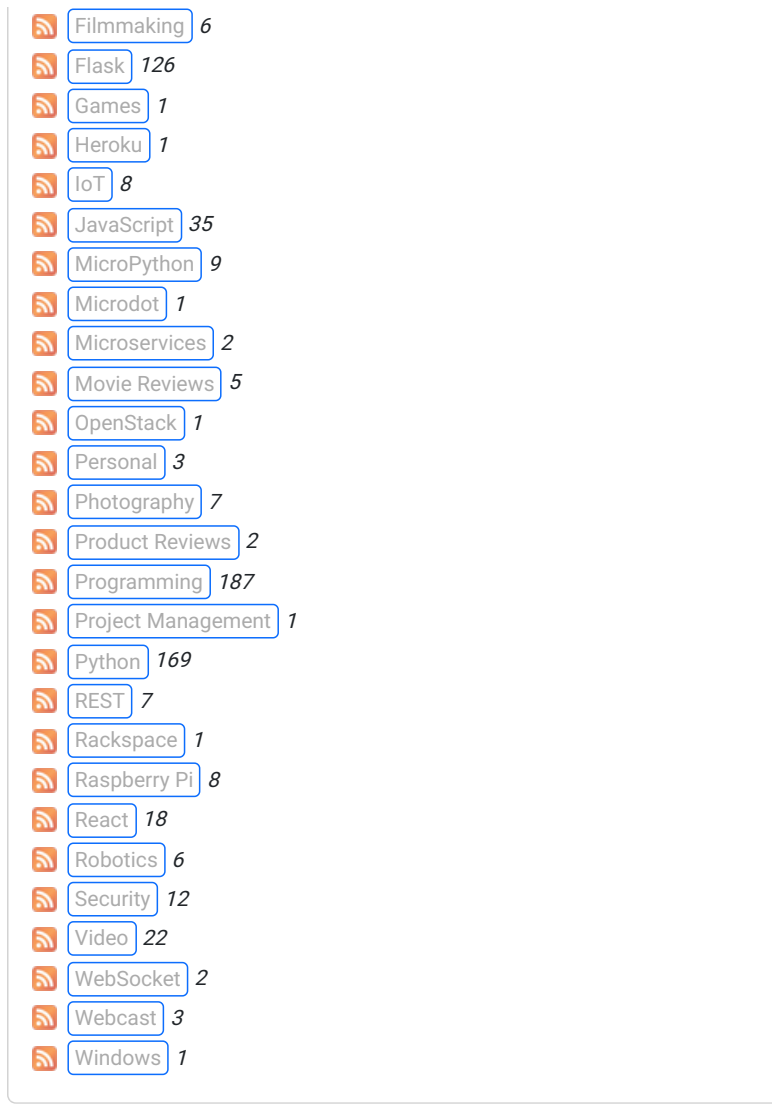 Filmmaking 6
Flask 126
Games 1
Heroku 1
IoT 8
JavaScript 35
MicroPython 9
Microdot 1
Microservices 2
Movie Reviews 5
OpenStack 1
Personal 3
Photography 7
Product Reviews 2
Programming 187
Project Management 1
Python 169
REST 7
Rackspace 1
Raspberry Pi 8
React 18
Robotics 6
Security 12
Video 22
WebSocket 2
Webcast 3
Windows 1